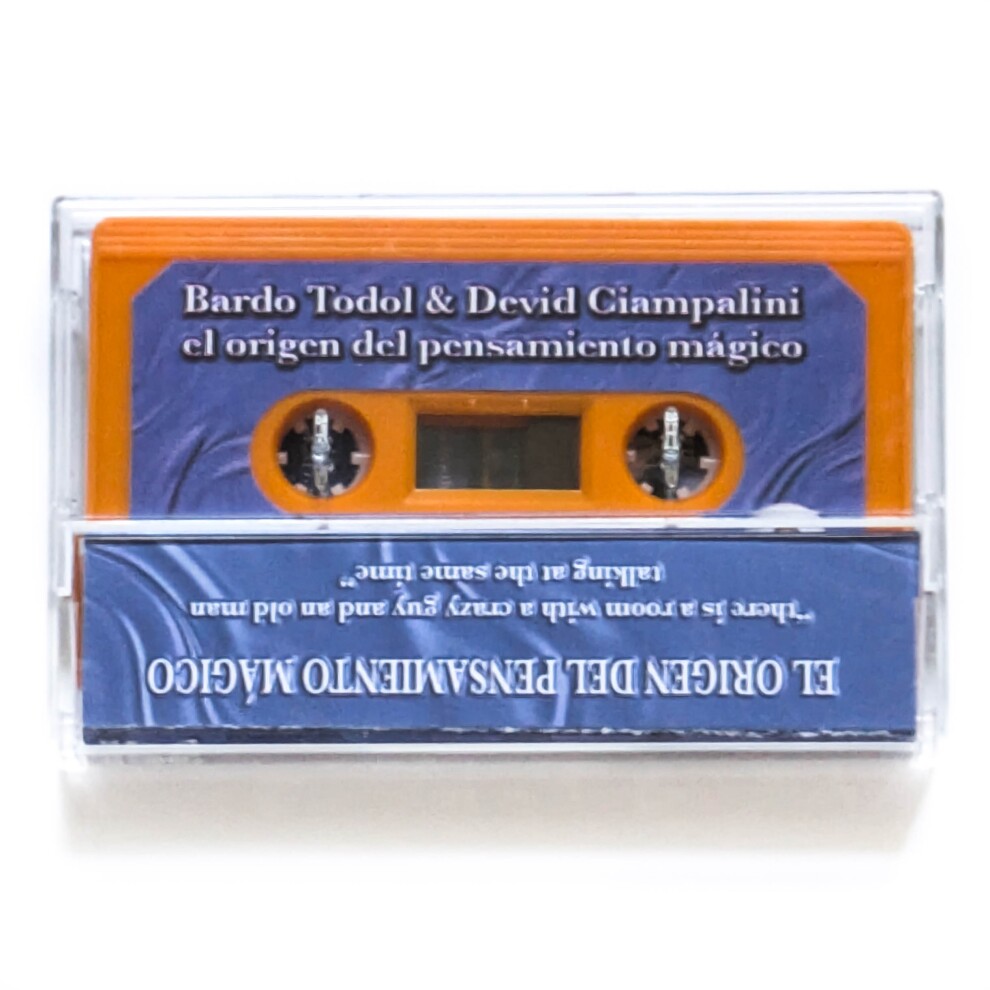 Bardo Todol & Devid Ciampalini
el origen del pensamiento mágico
EL ORIGEN DEL PENSAMIENTO MÁGICO
"there is a room with a crazy guy and an old man
talking at the same time"